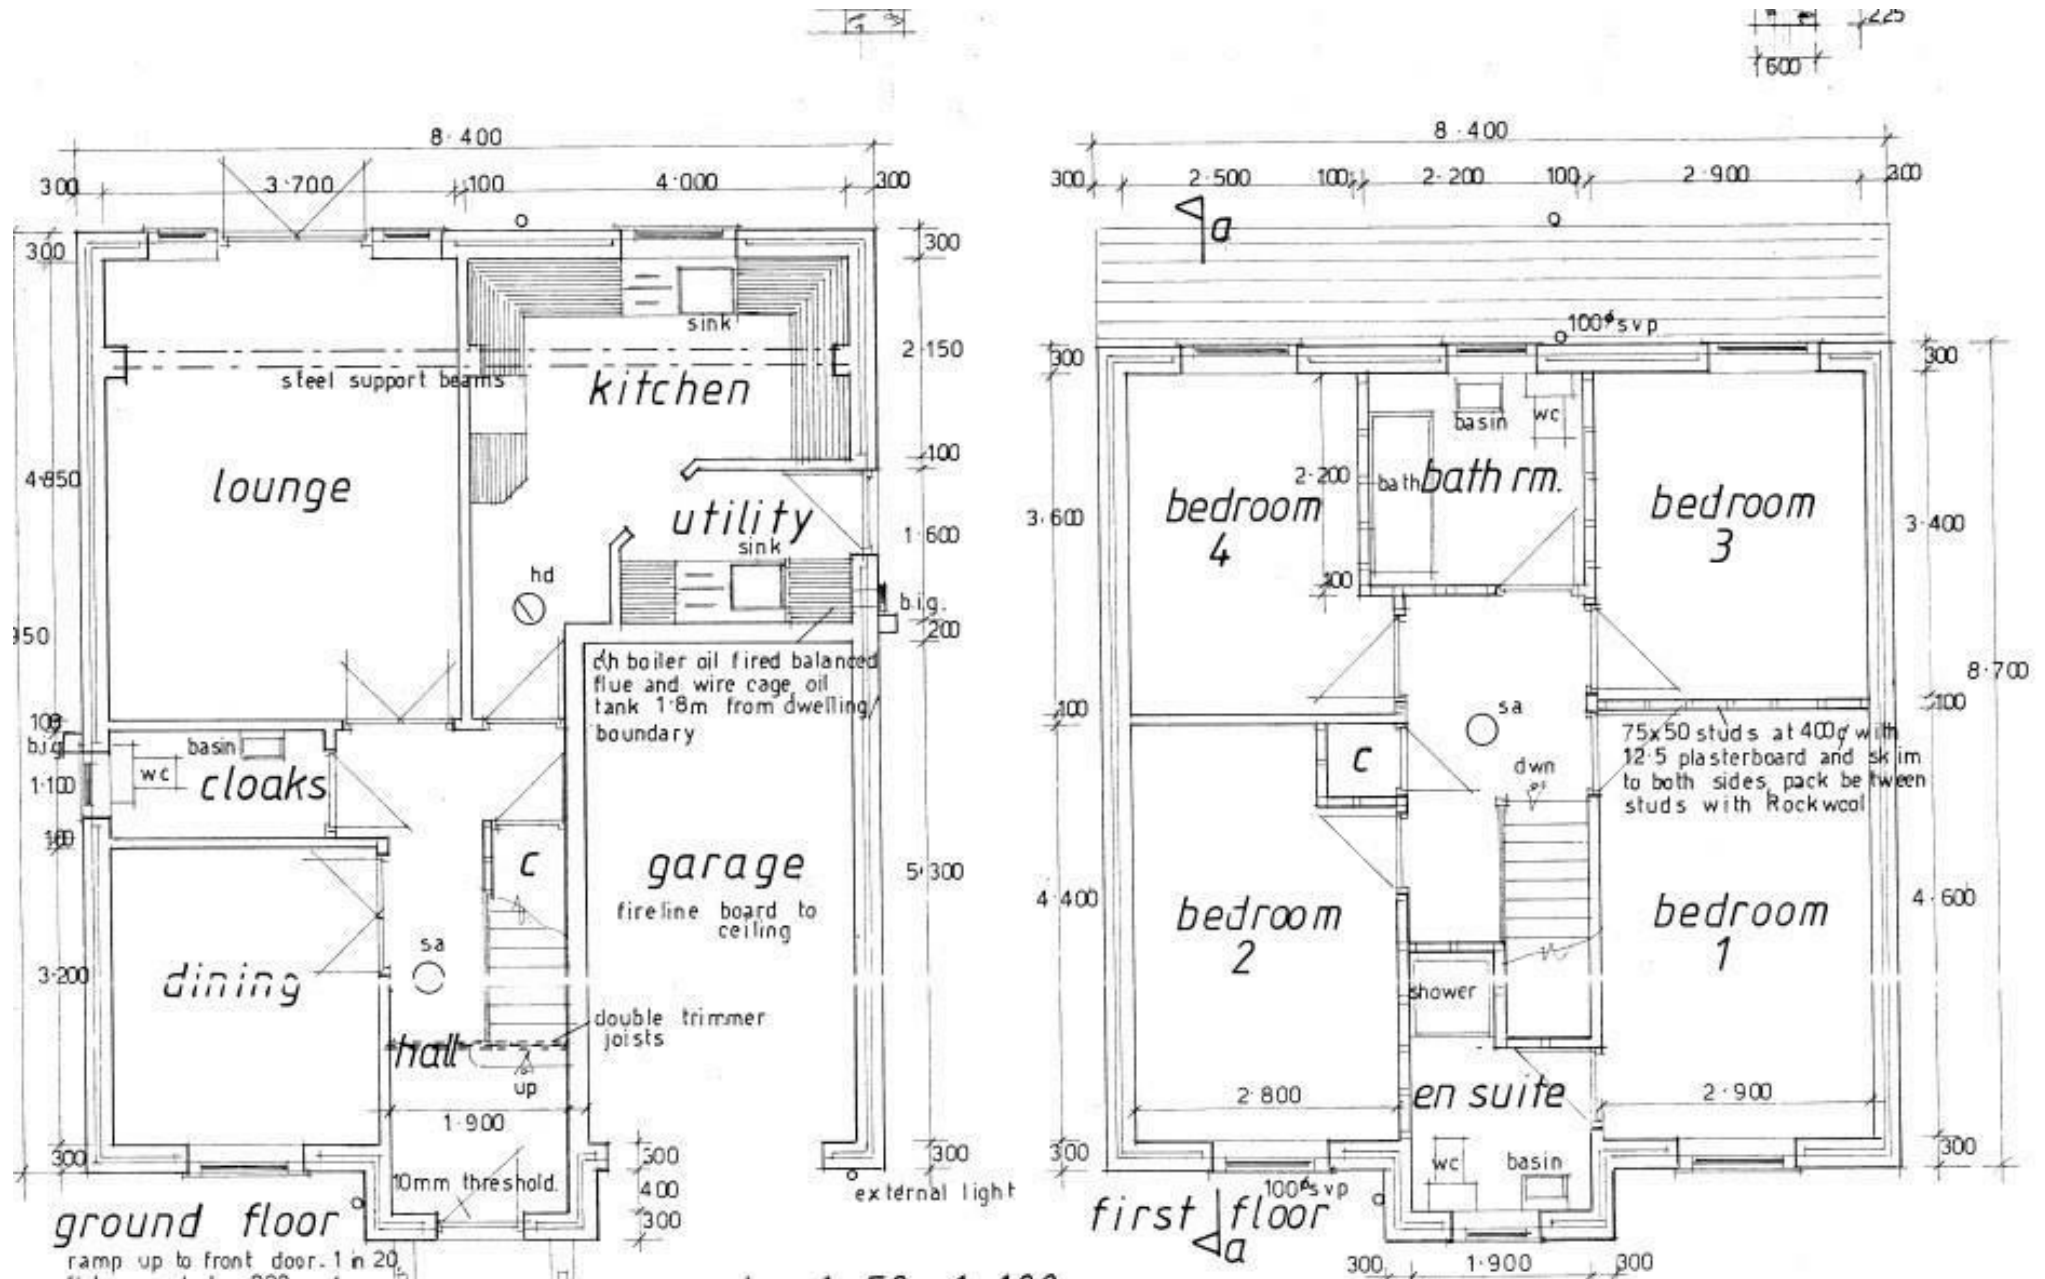 225
600
8·400
300
3·700
100
4·000
300
300
300
2·150
100
1·600
200
5·300
300
sink
steel support beams
kitchen
lounge
utility
sink
hd
b.i.g.
4·850
950
100
b.i.g.
1·100
100
3·200
300
ch boiler oil fired balanced
flue and wire cage oil
tank 1·8m from dwelling
boundary
basin
wc
cloaks
c
garage
fireline board to
ceiling
sa
dining
double trimmer
joists
hall
up
1·900
10mm threshold.
300
400
300
external light
ground floor
ramp up to front door. 1 in 20
8·400
300
2·500
100
2·200
100
2·900
300
a
100ø svp
300
300
basin
wc
2·200
bath
bath rm.
bedroom
4
bedroom
3
3·600
3·400
100
8·700
sa
100
100
75x50 studs at 400¢ with
12·5 plasterboard and skim
to both sides, pack between
studs with Rockwool
c
dwn
4·400
4·600
bedroom
2
bedroom
1
shower
2·800
en suite
2·900
300
300
wc
basin
100ø svp
first floor
a
300
1·900
300